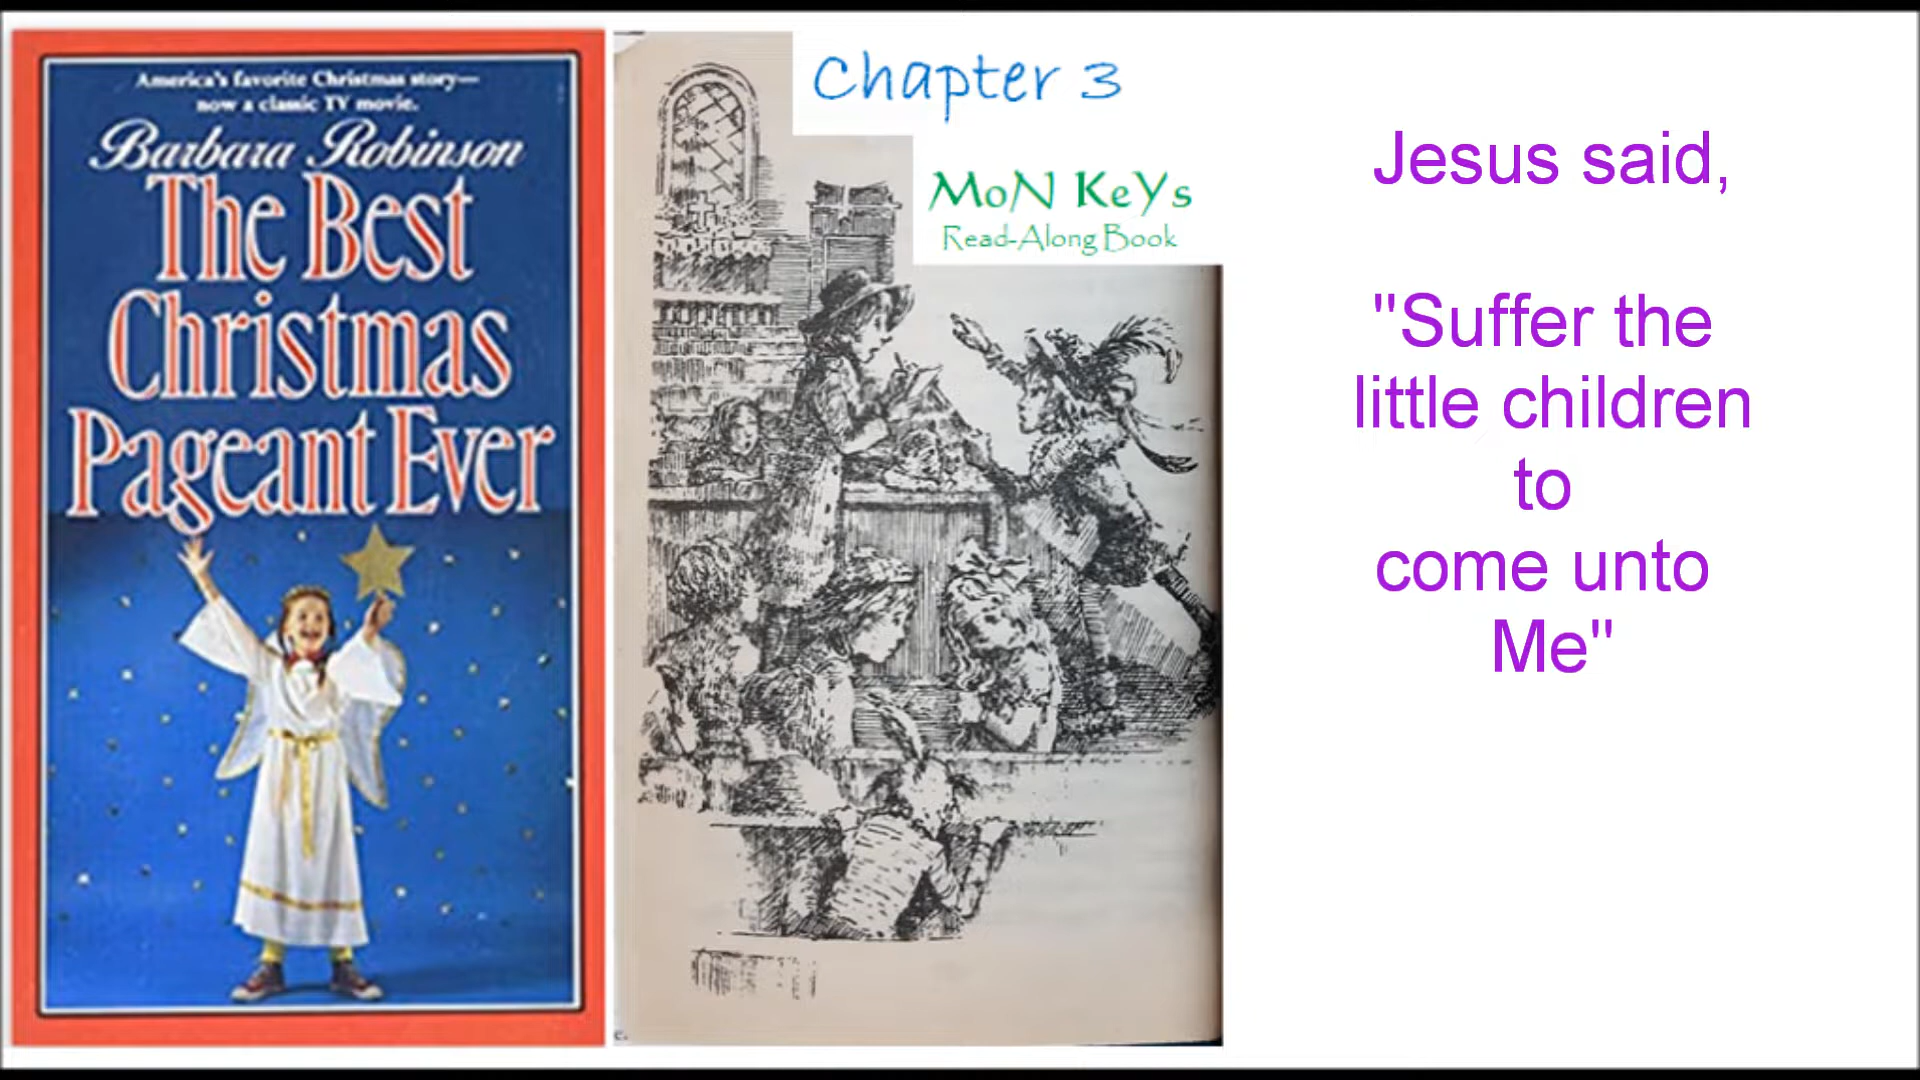 America's favorite Christmas story—
now a classic TV movie.
Barbara Robinson
The Best
Christmas
Pageant Ever
Chapter 3
MoN KeYs
Read-Along Book
Jesus said,
"Suffer the
little children
to
come unto
Me"